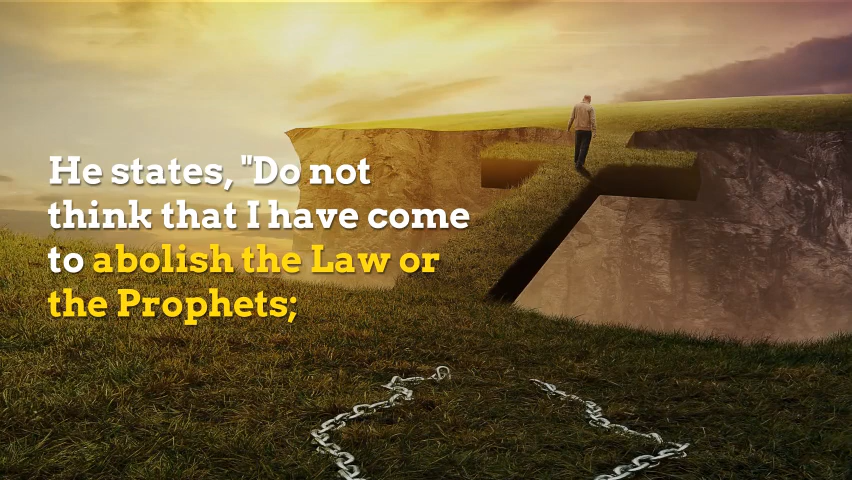 He states, "Do not
think that I have come
to abolish the Law or
the Prophets;